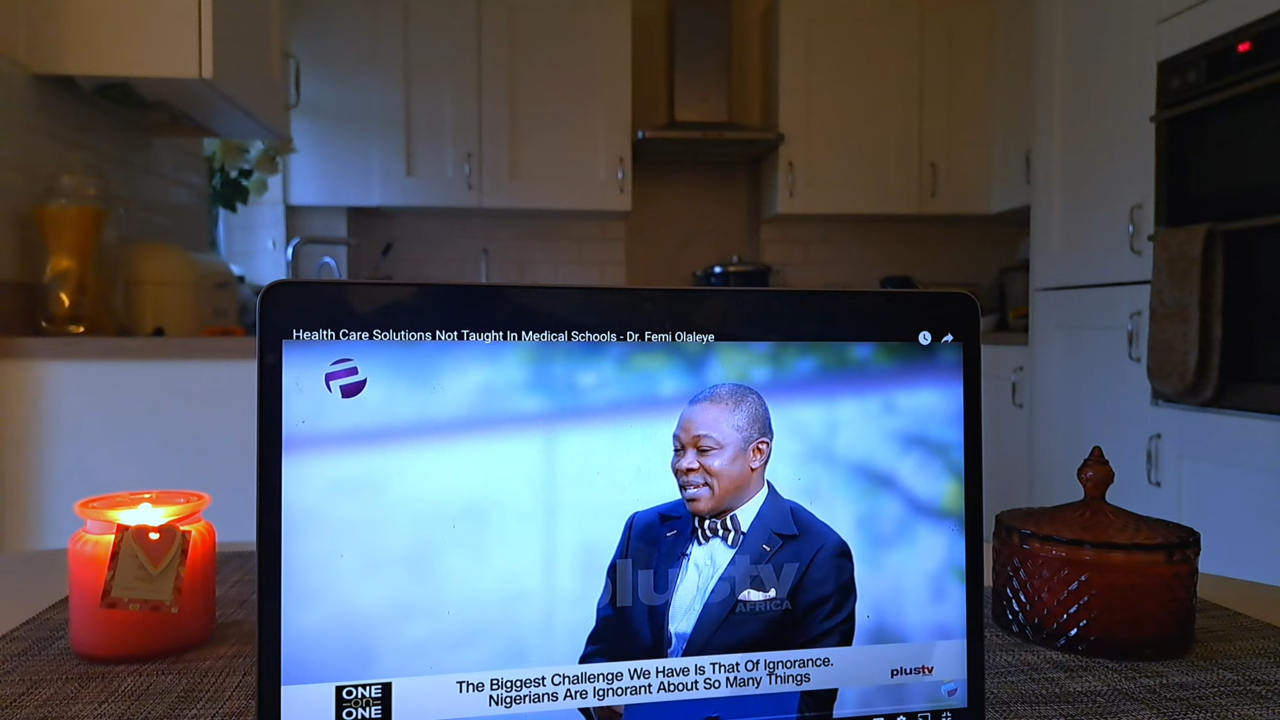 Health Care Solutions Not Taught In Medical Schools - Dr. Femi Olaleye
plustv
AFRICA
The Biggest Challenge We Have Is That Of Ignorance.
Nigerians Are Ignorant About So Many Things
plustv
ONE
on
ONE